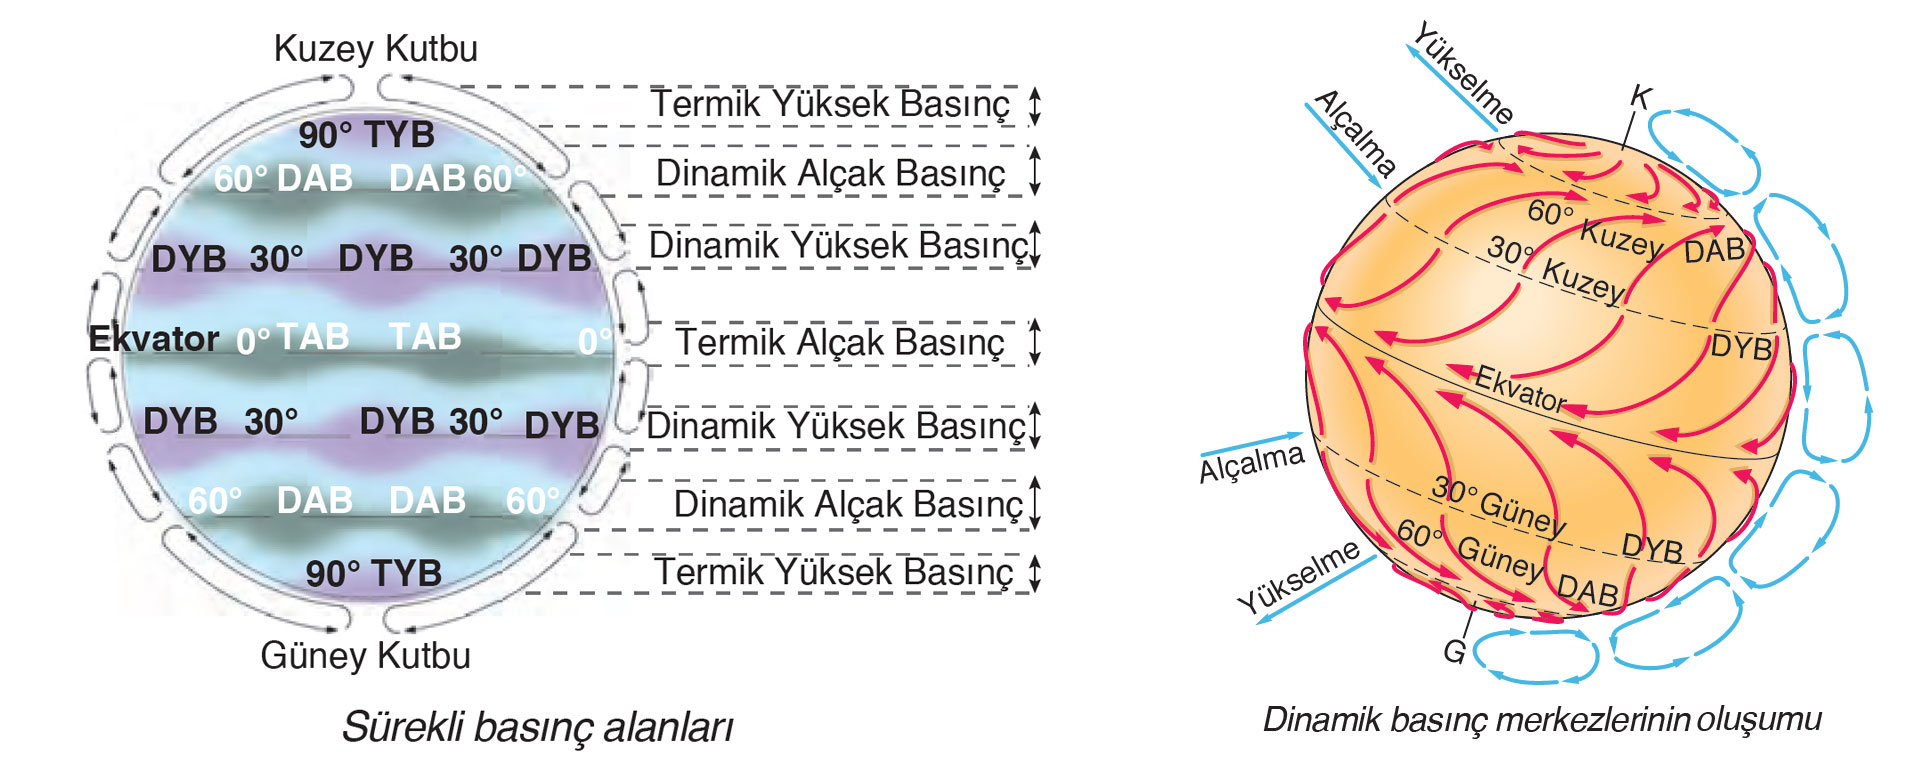 Kuzey Kutbu
90° TYB
60° DAB DAB 60°
DYB 30° DYB 30° DYB
Ekvator 0° TAB TAB 0°
DYB 30° DYB 30° DYB
60° DAB DAB 60°
90° TYB
Güney Kutbu
Termik Yüksek Basınç
Dinamik Alçak Basınç
Dinamik Yüksek Basınç
Termik Alçak Basınç
Dinamik Yüksek Basınç
Dinamik Alçak Basınç
Termik Yüksek Basınç
Sürekli basınç alanları
Yükselme
Alçalma
K
60° Kuzey DAB
30° Kuzey DYB
Ekvator
Alçalma
30° Güney DYB
60° Güney DAB
Yükselme
G
Dinamik basınç merkezlerinin oluşumu